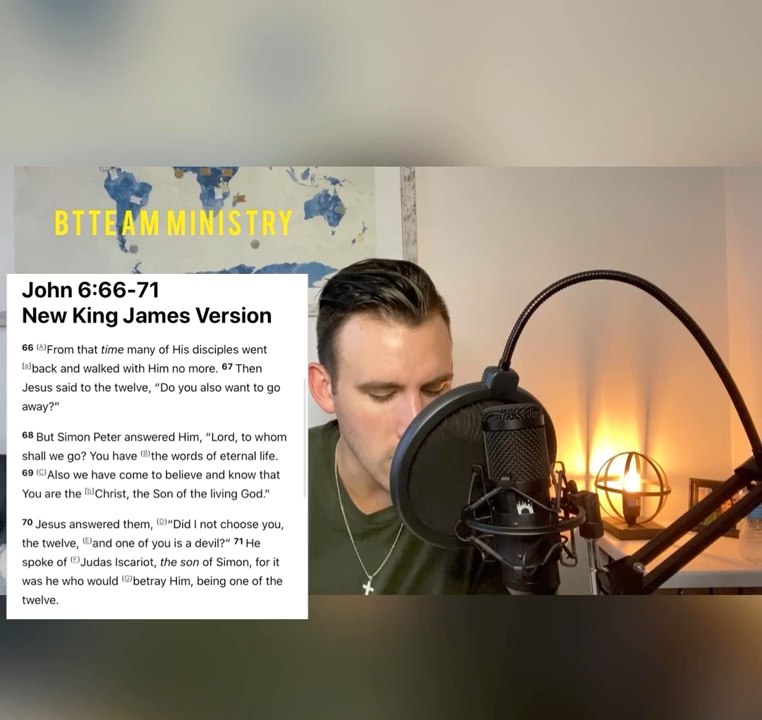 BTTEAM MINISTRY
John 6:66-71
New King James Version
66 (A)From that time many of His disciples went
[a]back and walked with Him no more. 67 Then
Jesus said to the twelve, “Do you also want to go
away?”
68 But Simon Peter answered Him, “Lord, to whom
shall we go? You have (B)the words of eternal life.
69 (C)Also we have come to believe and know that
You are the [b]Christ, the Son of the living God.”
70 Jesus answered them, (D)“Did I not choose you,
the twelve, (E)and one of you is a devil?” 71 He
spoke of (F)Judas Iscariot, the son of Simon, for it
was he who would (G)betray Him, being one of the
twelve.